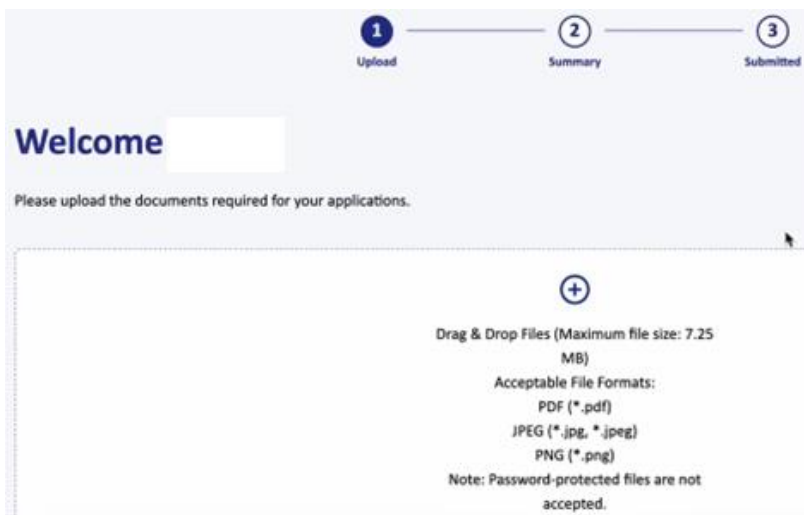 1 2 3
Upload Summary Submitted
Welcome
Please upload the documents required for your applications.
Drag & Drop Files (Maximum file size: 7.25
MB)
Acceptable File Formats:
PDF (*.pdf)
JPEG (*.jpg, *.jpeg)
PNG (*.png)
Note: Password-protected files are not
accepted.